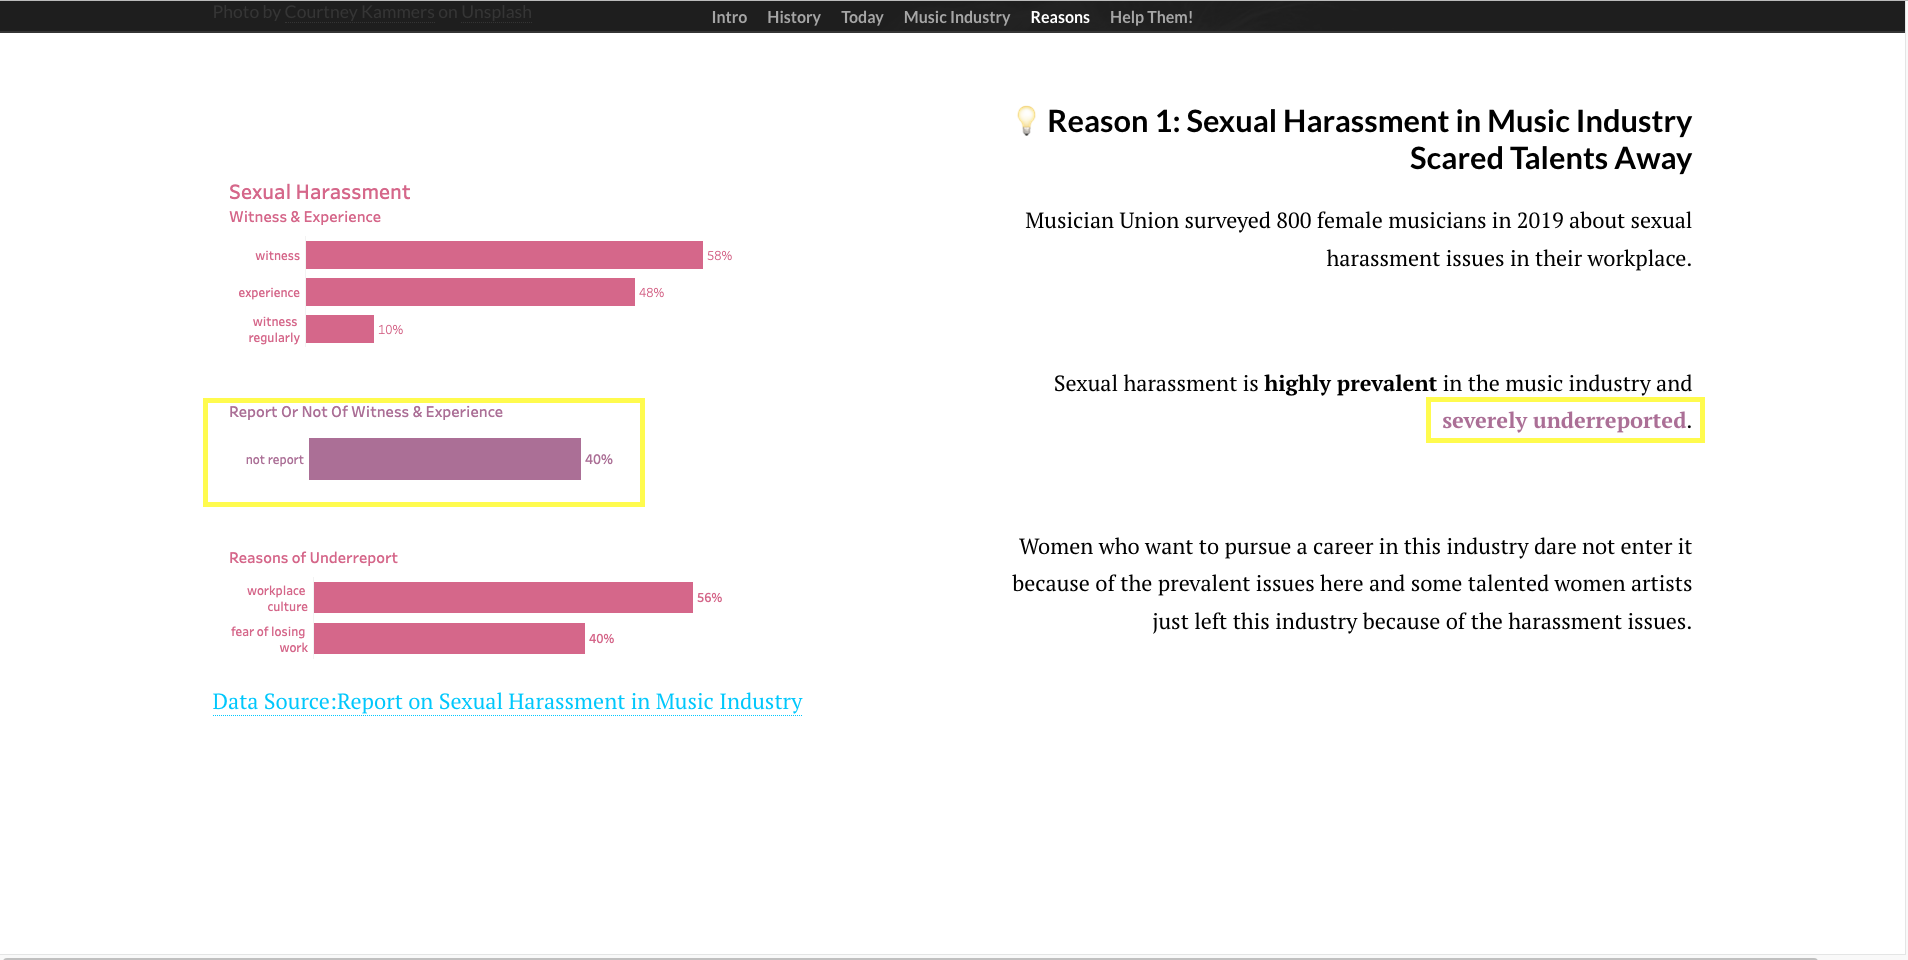 Photo by Courtney Kammers on Unsplash
Intro History Today Music Industry Reasons Help Them!
Reason 1: Sexual Harassment in Music Industry
Scared Talents Away
Musician Union surveyed 800 female musicians in 2019 about sexual
harassment issues in their workplace.
Sexual harassment is highly prevalent in the music industry and
severely underreported.
Women who want to pursue a career in this industry dare not enter it
because of the prevalent issues here and some talented women artists
just left this industry because of the harassment issues.
Sexual Harassment
Witness & Experience
witness 58%
experience 48%
witness
regularly 10%
Report Or Not Of Witness & Experience
not report 40%
Reasons of Underreport
workplace
culture 56%
fear of losing
work 40%
Data Source:Report on Sexual Harassment in Music Industry